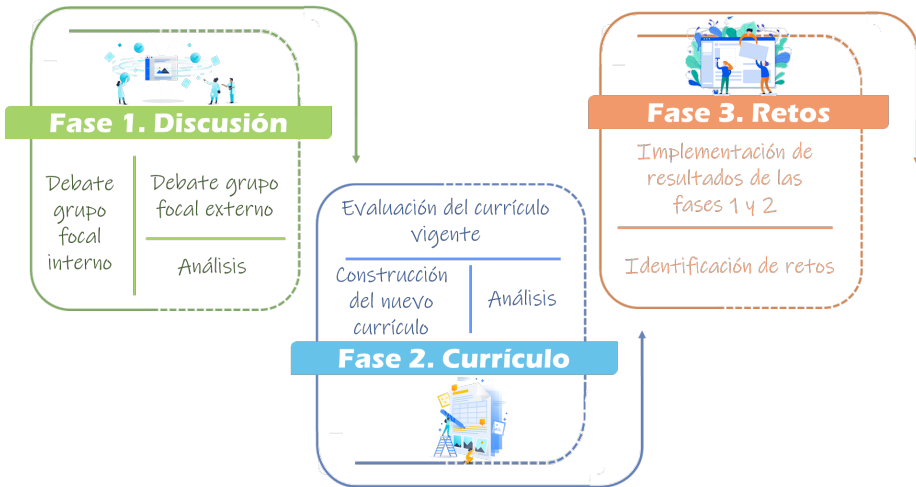 Fase 1. Discusión
Debate
grupo
focal
interno
Debate grupo
focal externo
Análisis
Evaluación del currículo
vigente
Construcción
del nuevo
currículo
Análisis
Fase 2. Currículo
Fase 3. Retos
Implementación de
resultados de las
fases 1 y 2
Identificación de retos